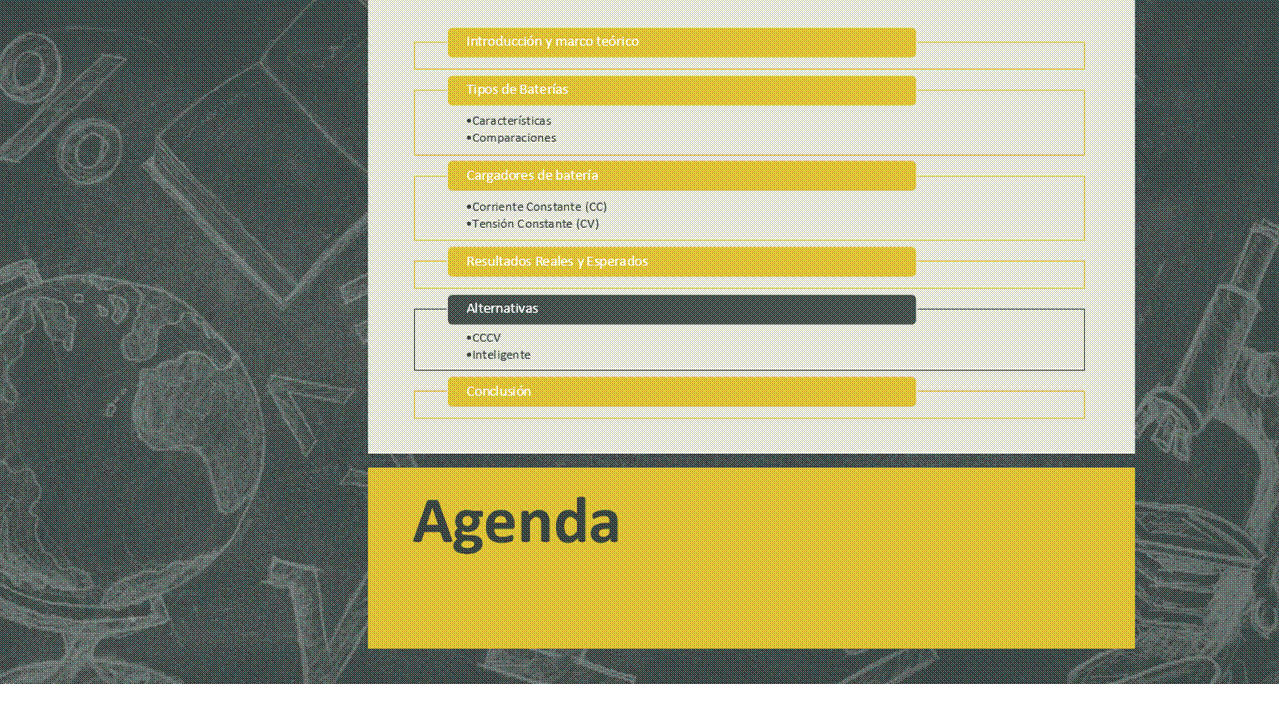 Introducción y marco teórico
Tipos de Baterías
•Características
•Comparaciones
Cargadores de batería
•Corriente Constante (CC)
•Tensión Constante (CV)
Resultados Reales y Esperados
Alternativas
•CCCV
•Inteligente
Conclusión
Agenda